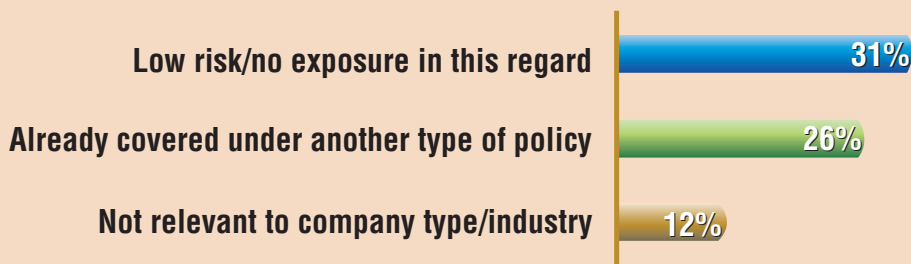 Low risk/no exposure in this regard 31%
Already covered under another type of policy 26%
Not relevant to company type/industry 12%